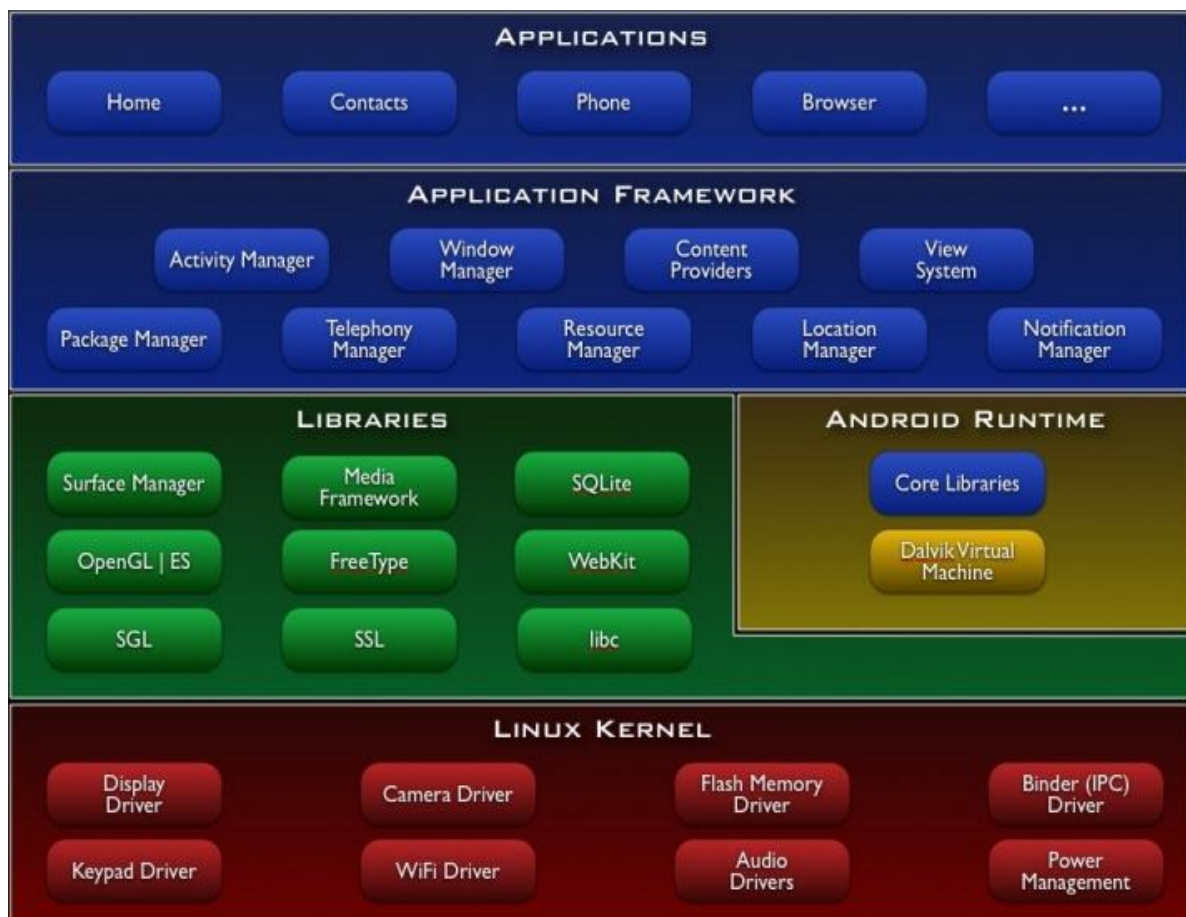 APPLICATIONS
Home
Contacts
Phone
Browser
...
APPLICATION FRAMEWORK
Activity Manager
Window
Manager
Content
Providers
View
System
Package Manager
Telephony
Manager
Resource
Manager
Location
Manager
Notification
Manager
LIBRARIES
Surface Manager
Media
Framework
SQLite
OpenGL | ES
FreeType
WebKit
SGL
SSL
libc
ANDROID RUNTIME
Core Libraries
Dalvik Virtual
Machine
LINUX KERNEL
Display
Driver
Camera Driver
Flash Memory
Driver
Binder (IPC)
Driver
Keypad Driver
WiFi Driver
Audio
Drivers
Power
Management